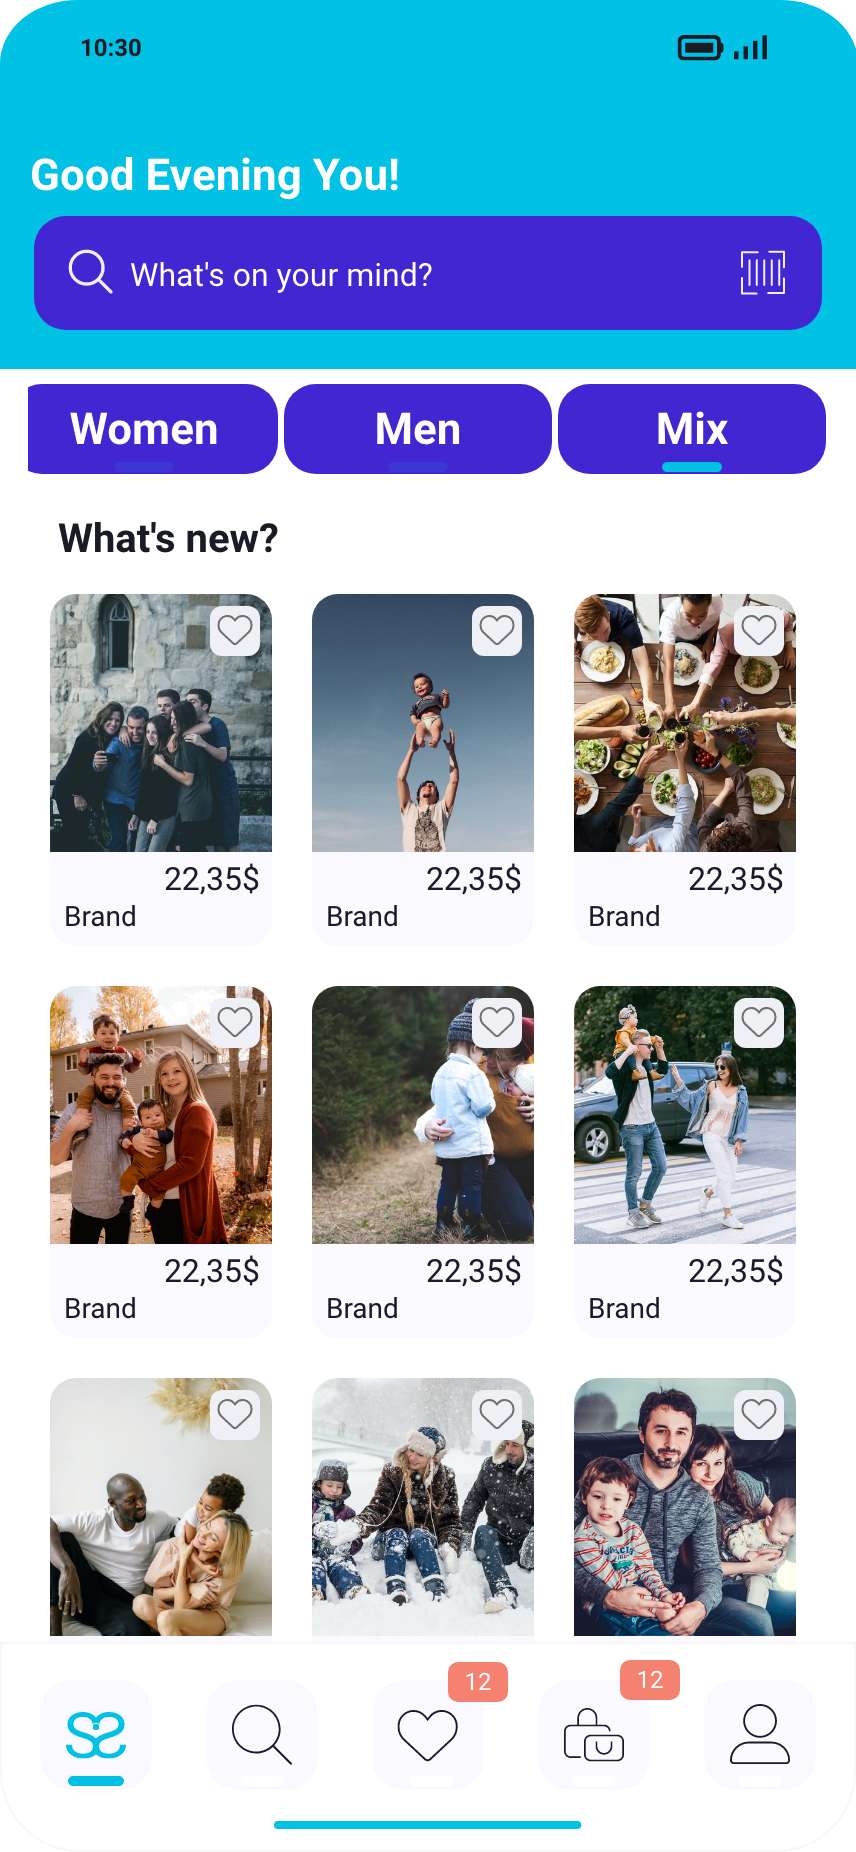 10:30
Good Evening You!
What's on your mind?
Women Men Mix
What's new?
22,35$ 22,35$ 22,35$
Brand Brand Brand
22,35$ 22,35$ 22,35$
Brand Brand Brand
12 12